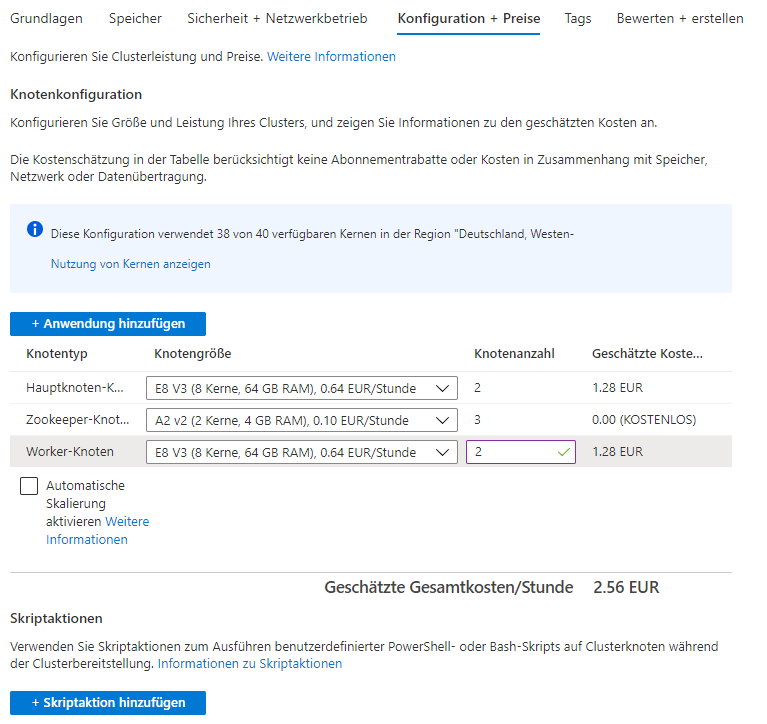 Grundlagen Speicher Sicherheit + Netzwerkbetrieb Konfiguration + Preise Tags Bewerten + erstellen
Konfigurieren Sie Clusterleistung und Preise. Weitere Informationen
Knotenkonfiguration
Konfigurieren Sie Größe und Leistung Ihres Clusters, und zeigen Sie Informationen zu den geschätzten Kosten an.
Die Kostenschätzung in der Tabelle berücksichtigt keine Abonnementrabatte oder Kosten in Zusammenhang mit Speicher,
Netzwerk oder Datenübertragung.
Diese Konfiguration verwendet 38 von 40 verfügbaren Kernen in der Region "Deutschland, Westen-
Nutzung von Kernen anzeigen
+ Anwendung hinzufügen
Knotentyp Knotengröße Knotenanzahl Geschätzte Koste...
Hauptknoten-K... E8 V3 (8 Kerne, 64 GB RAM), 0.64 EUR/Stunde 2 1.28 EUR
Zookeeper-Knot... A2 v2 (2 Kerne, 4 GB RAM), 0.10 EUR/Stunde 3 0.00 (KOSTENLOS)
Worker-Knoten E8 V3 (8 Kerne, 64 GB RAM), 0.64 EUR/Stunde 2 1.28 EUR
Automatische
Skalierung
aktivieren Weitere
Informationen
Geschätzte Gesamtkosten/Stunde 2.56 EUR
Skriptaktionen
Verwenden Sie Skriptaktionen zum Ausführen benutzerdefinierter PowerShell- oder Bash-Skripts auf Clusterknoten während
der Clusterbereitstellung. Informationen zu Skriptaktionen
+ Skriptaktion hinzufügen